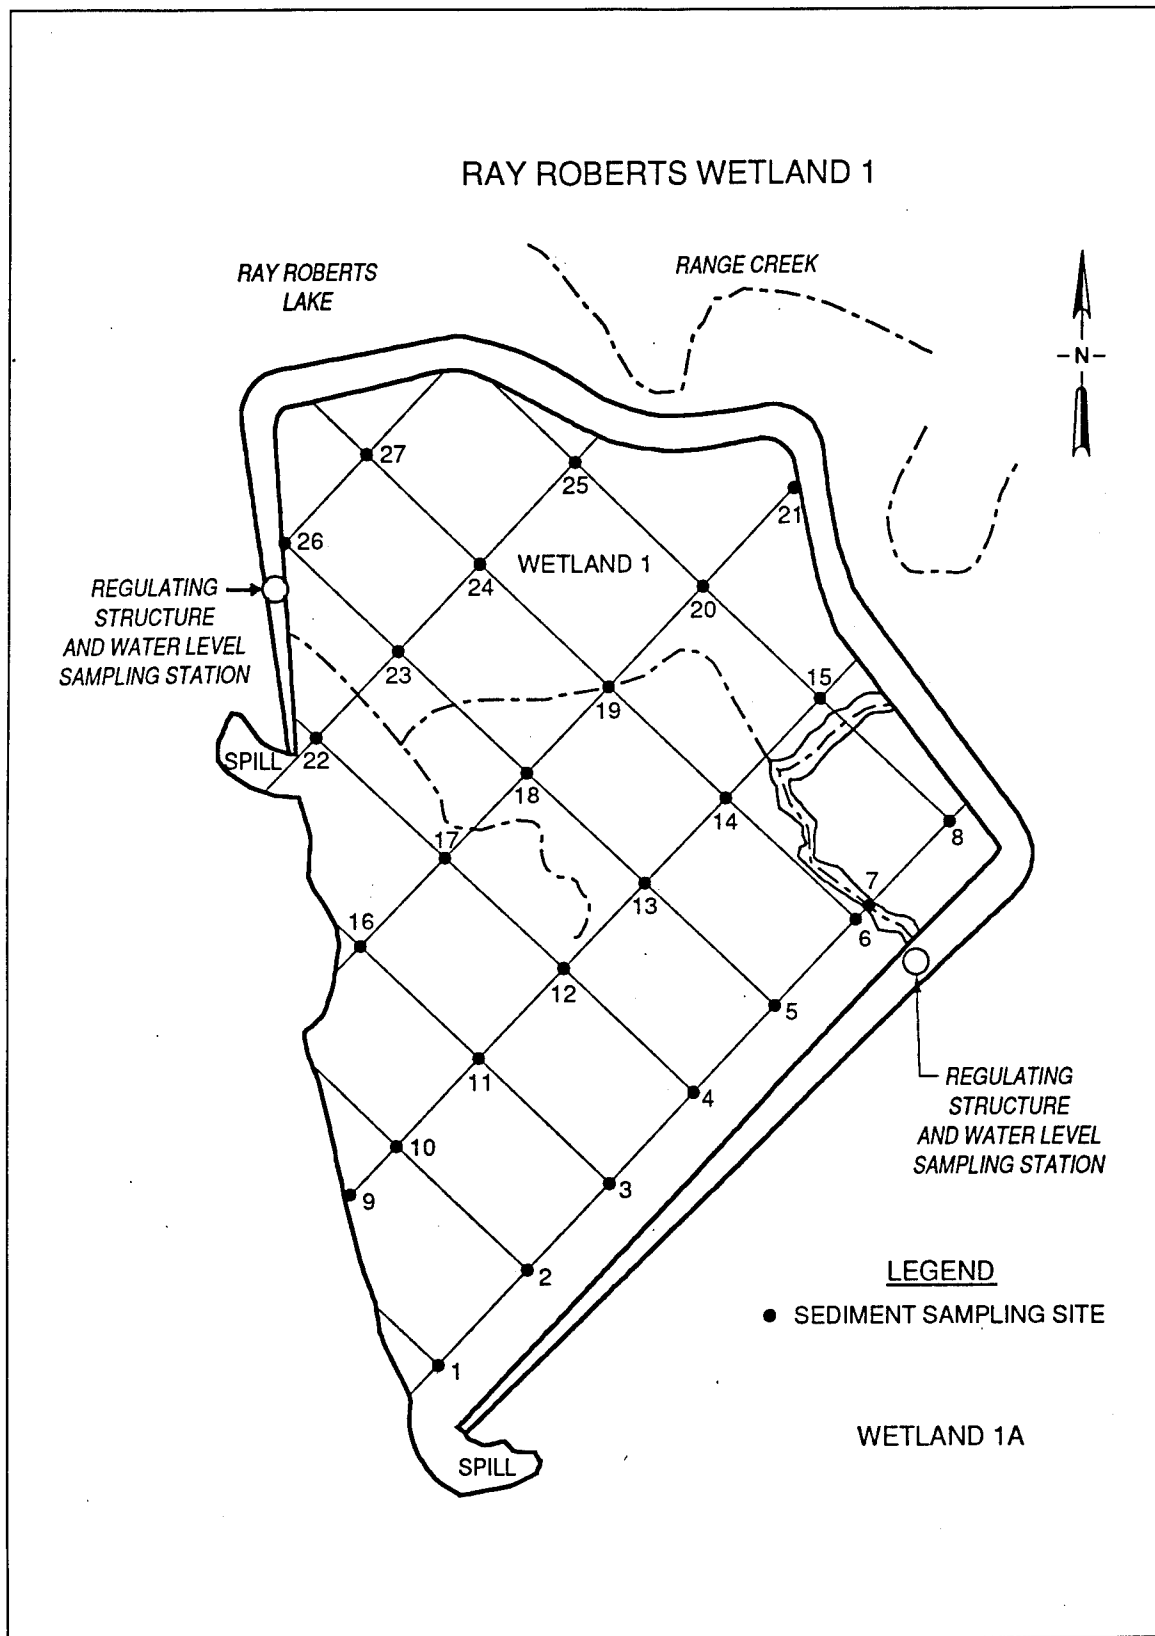 RAY ROBERTS WETLAND 1
RAY ROBERTS
LAKE
RANGE CREEK
-N-
27
25
21
26
WETLAND 1
24
20
REGULATING
STRUCTURE
AND WATER LEVEL
SAMPLING STATION
23
15
19
SPILL
22
18
14
8
17
13
7
16
6
12
5
11
4
REGULATING
STRUCTURE
AND WATER LEVEL
SAMPLING STATION
10
3
9
2
LEGEND
SEDIMENT SAMPLING SITE
1
WETLAND 1A
SPILL